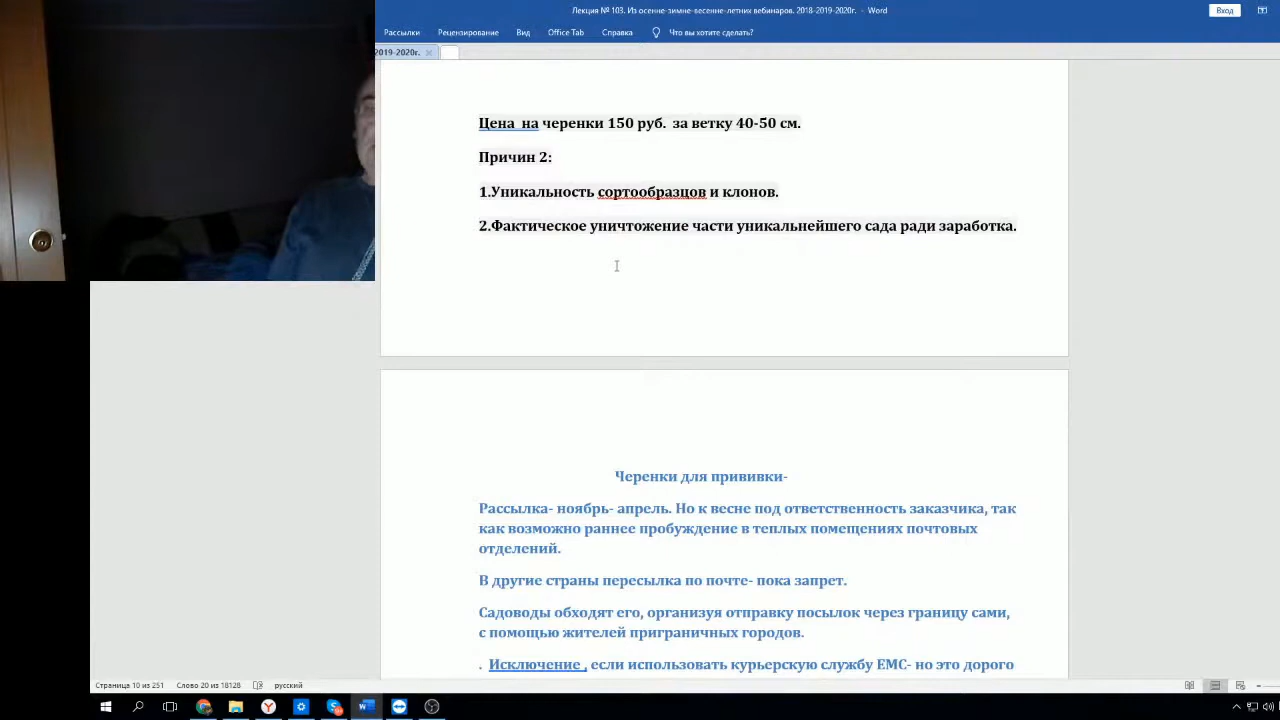 Лекция № 103. Из осенне-зимне-весенне-летних вебинаров. 2018-2019-2020г. - Word
Вход
Рассылки Рецензирование Вид Office Tab Справка Что вы хотите сделать?
2019-2020г.
Цена на черенки 150 руб. за ветку 40-50 см.
Причин 2:
1.Уникальность сортообразцов и клонов.
2.Фактическое уничтожение части уникальнейшего сада ради заработка.
Черенки для прививки-
Рассылка- ноябрь- апрель. Но к весне под ответственность заказчика, так
как возможно раннее пробуждение в теплых помещениях почтовых
отделений.
В другие страны пересылка по почте- пока запрет.
Садоводы обходят его, организуя отправку посылок через границу сами,
с помощью жителей приграничных городов.
. Исключение , если использовать курьерскую службу ЕМС- но это дорого
Страница 10 из 251 Слово 20 из 18128 русский